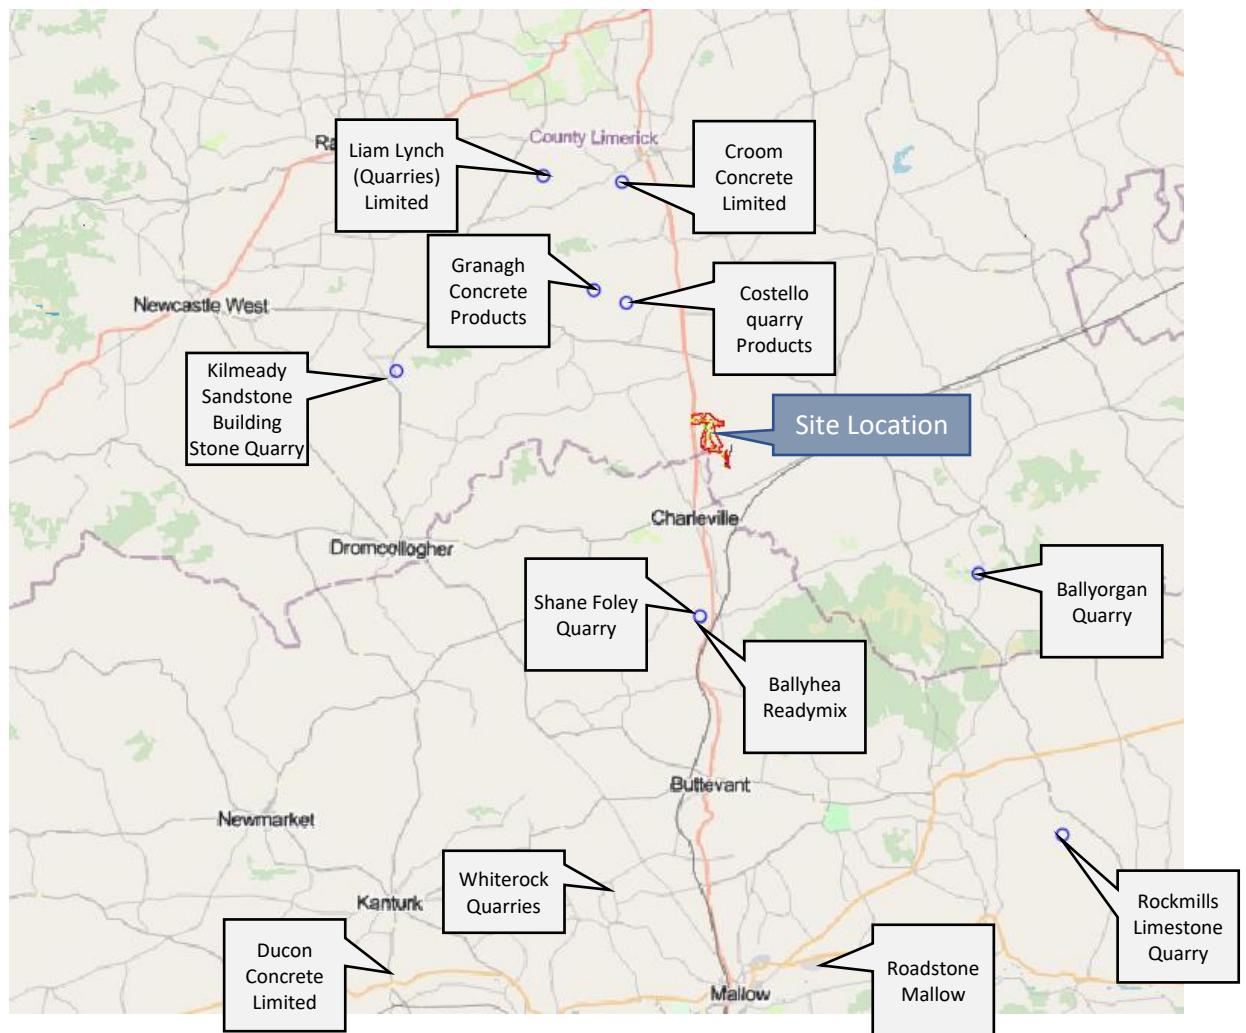 County Limerick
Liam Lynch
(Quarries)
Limited
Croom
Concrete
Limited
Granagh
Concrete
Products
Costello
quarry
Products
Newcastle West
Kilmeady
Sandstone
Building
Stone Quarry
Site Location
Charleville
Dromcollogher
Shane Foley
Quarry
Ballyorgan
Quarry
Ballyhea
Readymix
Buttevant
Newmarket
Whiterock
Quarries
Kanturk
Rockmills
Limestone
Quarry
Ducon
Concrete
Limited
Roadstone
Mallow
Mallow